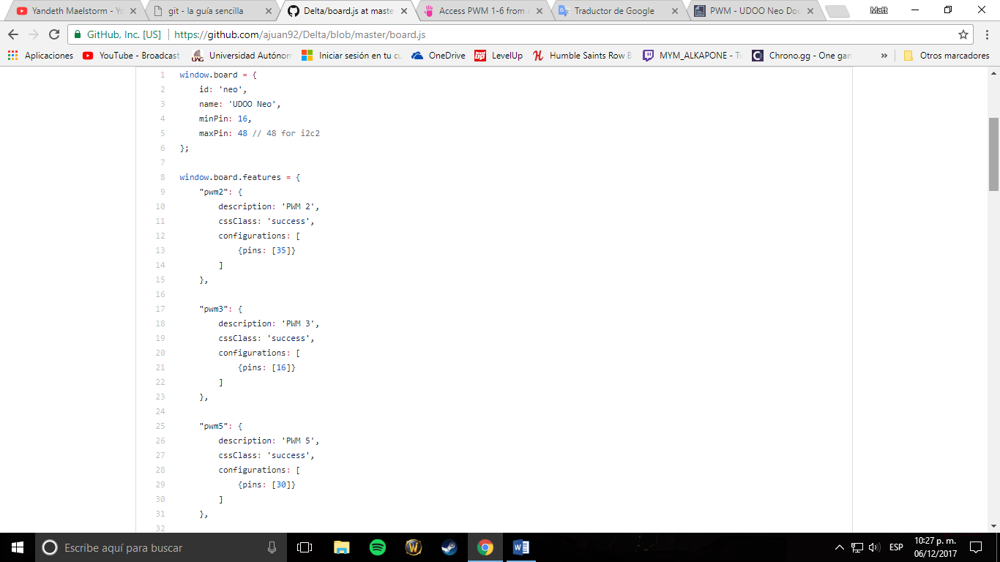 Yandeth Maelstorm - Yo
git - la guía sencilla
Delta/board.js at maste
Access PWM 1-6 from A
Traductor de Google
PWM - UDOO Neo Doc
Matt
GitHub, Inc. [US]
https://github.com/ajuan92/Delta/blob/master/board.js
Aplicaciones
YouTube - Broadcast
UAG
Universidad Autónom
Iniciar sesión en tu cu
OneDrive
LevelUp
Humble Saints Row B
MYM_ALKAPONE - Tw
Chrono.gg - One gam
»
Otros marcadores
1 window.board = {
2 id: 'neo',
3 name: 'UDOO Neo',
4 minPin: 16,
5 maxPin: 48 // 48 for i2c2
6 };
7
8 window.board.features = {
9 "pwm2": {
10 description: 'PWM 2',
11 cssClass: 'success',
12 configurations: [
13 {pins: [35]}
14 ]
15 },
16
17 "pwm3": {
18 description: 'PWM 3',
19 cssClass: 'success',
20 configurations: [
21 {pins: [16]}
22 ]
23 },
24
25 "pwm5": {
26 description: 'PWM 5',
27 cssClass: 'success',
28 configurations: [
29 {pins: [30]}
30 ]
31 },
32
Escribe aquí para buscar
ESP
10:27 p. m.
06/12/2017